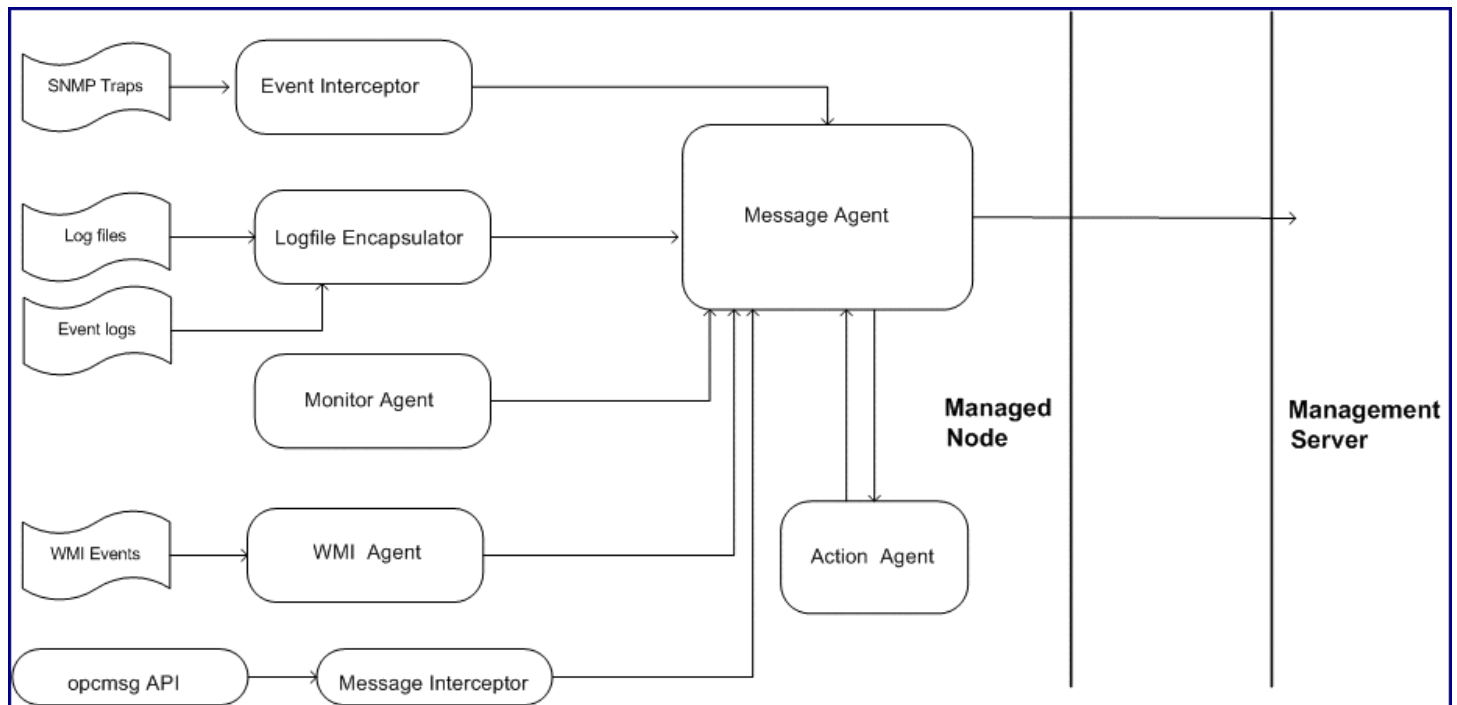 SNMP Traps
Event Interceptor
Message Agent
Log files
Logfile Encapsulator
Event logs
Monitor Agent
Managed
Node
Management
Server
WMI Events
WMI Agent
Action Agent
opcmsg API
Message Interceptor